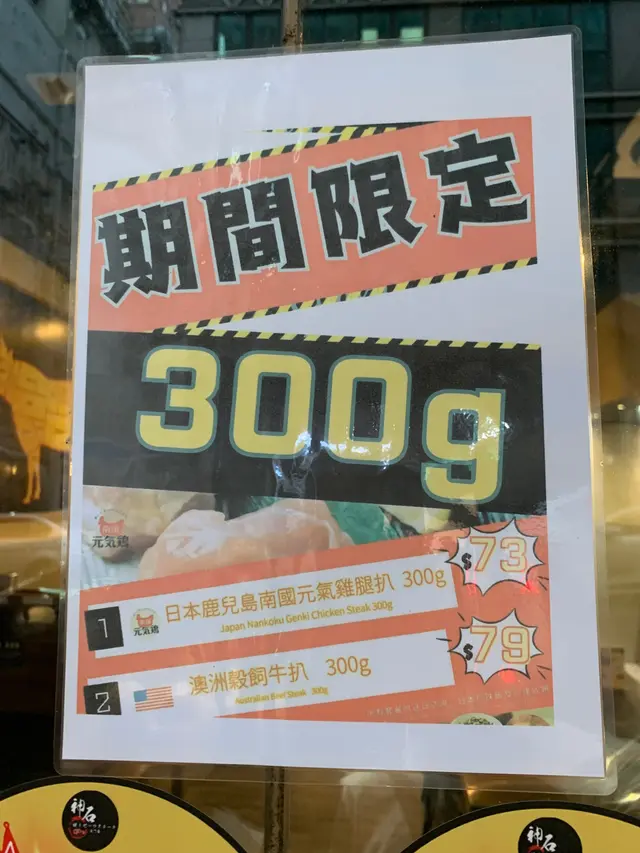 期間限定
300g
元気鶏
$73
1 元気鶏 日本鹿兒島南國元氣雞腿扒 300g
Japan Nankoku Genki Chicken Steak 300g
$79
2 澳洲穀飼牛扒 300g
Australian Beef Steak 300g
神石
神石